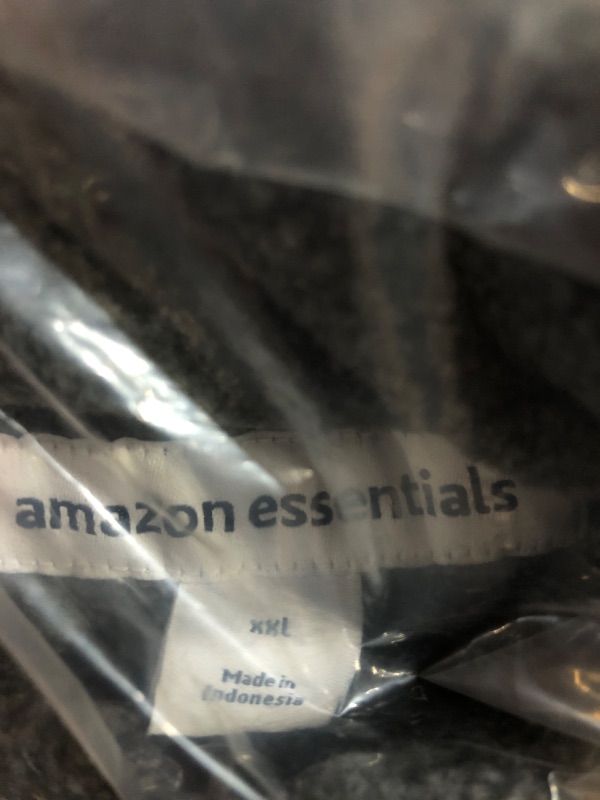 amazon essentials
xxl
Made in
Indonesia